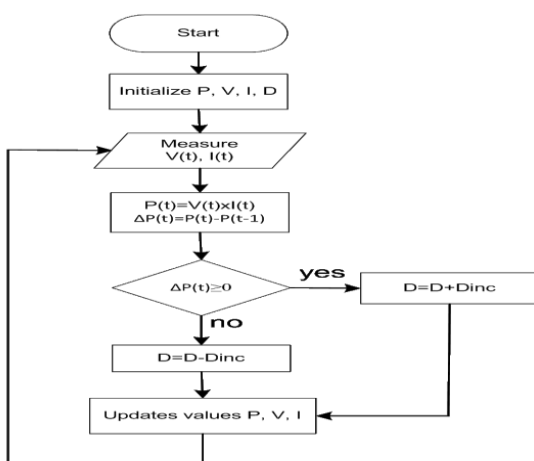 Start
Initialize P, V, I, D
Measure
V(t), I(t)
P(t)=V(t)xI(t)
ΔP(t)=P(t)-P(t-1)
ΔP(t)≥0
yes
D=D+Dinc
no
D=D-Dinc
Updates values P, V, I